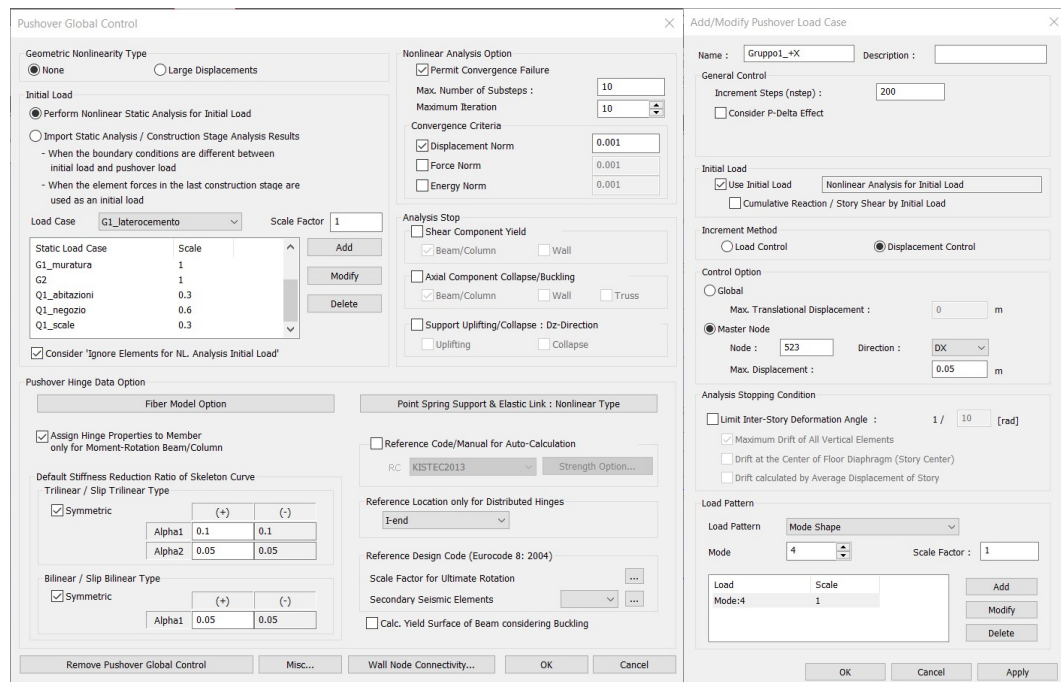 Pushover Global Control
Geometric Nonlinearity Type
None
Large Displacements
Initial Load
Perform Nonlinear Static Analysis for Initial Load
Import Static Analysis / Construction Stage Analysis Results
- When the boundary conditions are different between
initial load and pushover load
- When the element forces in the last construction stage are
used as an initial load
Load Case G1_laterocemento Scale Factor 1
Static Load Case Scale
G1_muratura 1
G2 1
Q1_abitazioni 0.3
Q1_negozio 0.6
Q1_scale 0.3
Add
Modify
Delete
Consider 'Ignore Elements for NL. Analysis Initial Load'
Nonlinear Analysis Option
Permit Convergence Failure
Max. Number of Substeps : 10
Maximum Iteration 10
Convergence Criteria
Displacement Norm 0.001
Force Norm 0.001
Energy Norm 0.001
Analysis Stop
Shear Component Yield
Beam/Column Wall
Axial Component Collapse/Buckling
Beam/Column Wall Truss
Support Uplifting/Collapse : Dz-Direction
Uplifting Collapse
Pushover Hinge Data Option
Fiber Model Option
Point Spring Support & Elastic Link : Nonlinear Type
Assign Hinge Properties to Member
only for Moment-Rotation Beam/Column
Default Stiffness Reduction Ratio of Skeleton Curve
Trilinear / Slip Trilinear Type
Symmetric (+) (-)
Alpha1 0.1 0.1
Alpha2 0.05 0.05
Bilinear / Slip Bilinear Type
Symmetric (+) (-)
Alpha1 0.05 0.05
Reference Code/Manual for Auto-Calculation
RC KISTEC2013 Strength Option...
Reference Location only for Distributed Hinges
I-end
Reference Design Code (Eurocode 8: 2004)
Scale Factor for Ultimate Rotation ...
Secondary Seismic Elements ...
Calc. Yield Surface of Beam considering Buckling
Remove Pushover Global Control Misc... Wall Node Connectivity... OK Cancel
Add/Modify Pushover Load Case
Name : Gruppo1_+X Description :
General Control
Increment Steps (nstep) : 200
Consider P-Delta Effect
Initial Load
Use Initial Load Nonlinear Analysis for Initial Load
Cumulative Reaction / Story Shear by Initial Load
Increment Method
Load Control Displacement Control
Control Option
Global
Max. Translational Displacement : 0 m
Master Node
Node : 523 Direction : DX
Max. Displacement : 0.05 m
Analysis Stopping Condition
Limit Inter-Story Deformation Angle : 1/ 10 [rad]
Maximum Drift of All Vertical Elements
Drift at the Center of Floor Diaphragm (Story Center)
Drift calculated by Average Displacement of Story
Load Pattern
Load Pattern Mode Shape
Mode 4 Scale Factor : 1
Load Scale
Mode:4 1
Add
Modify
Delete
OK Cancel Apply